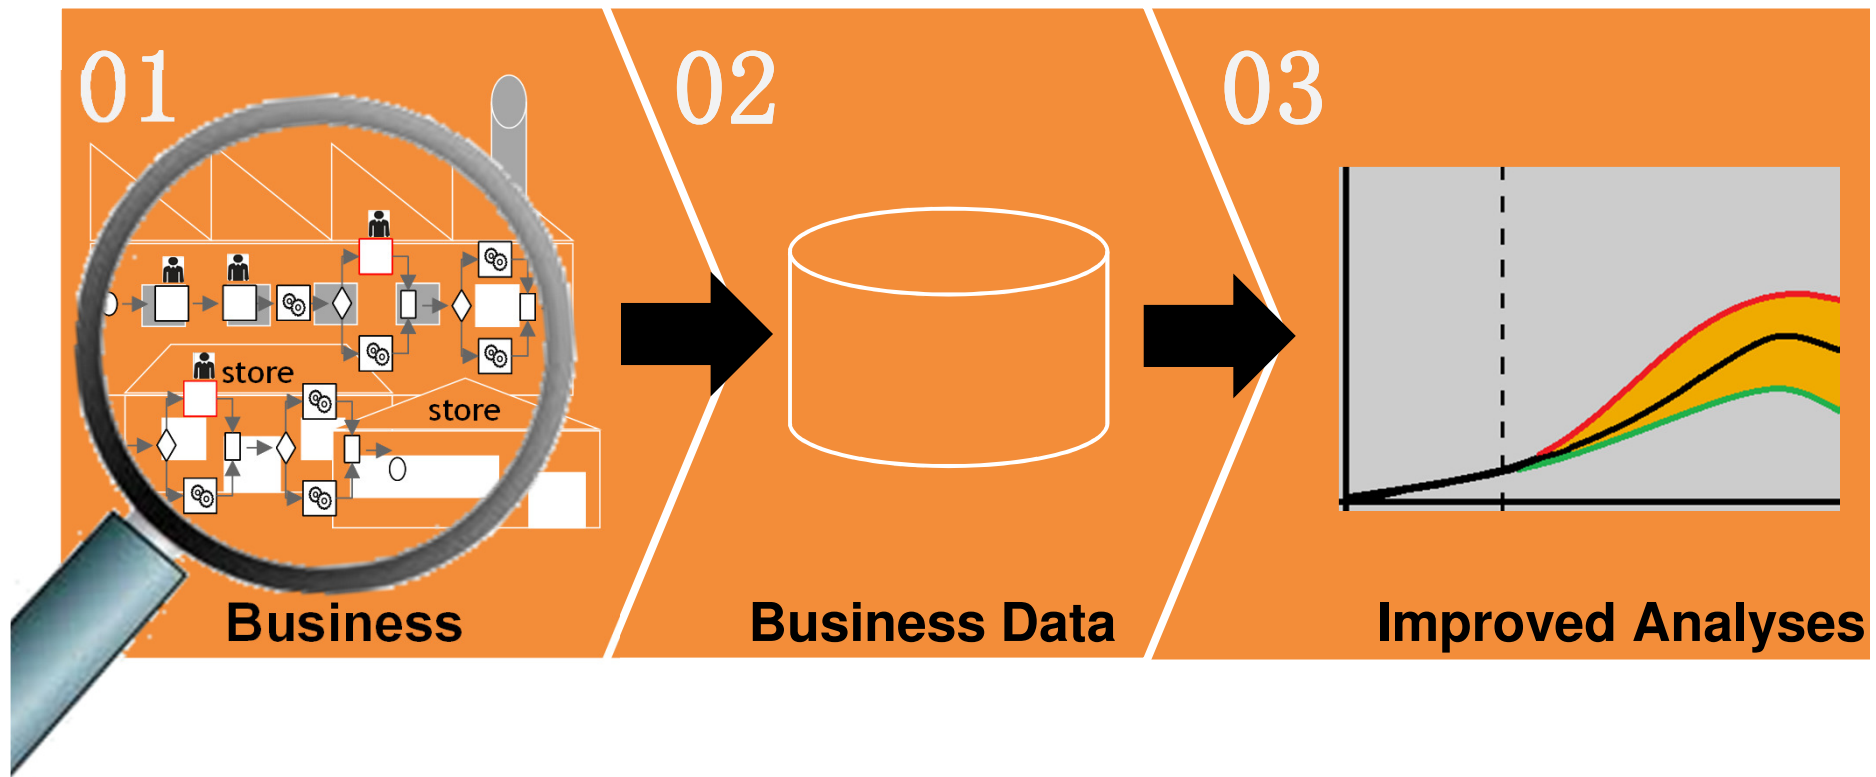 01
02
03
store
store
Business
Business Data
Improved Analyses